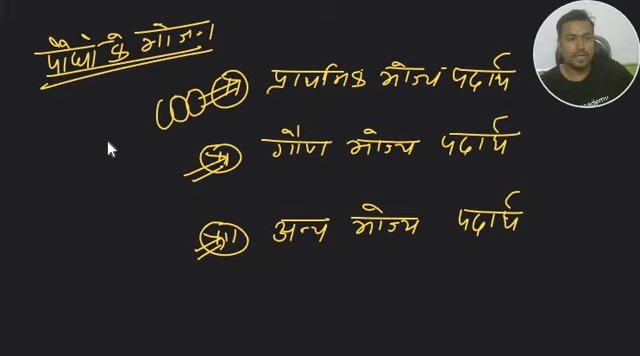 पौधों के भोजन
प्राथमिक भोज्य पदार्थ
गौण भोज्य पदार्थ
अन्य भोज्य पदार्थ